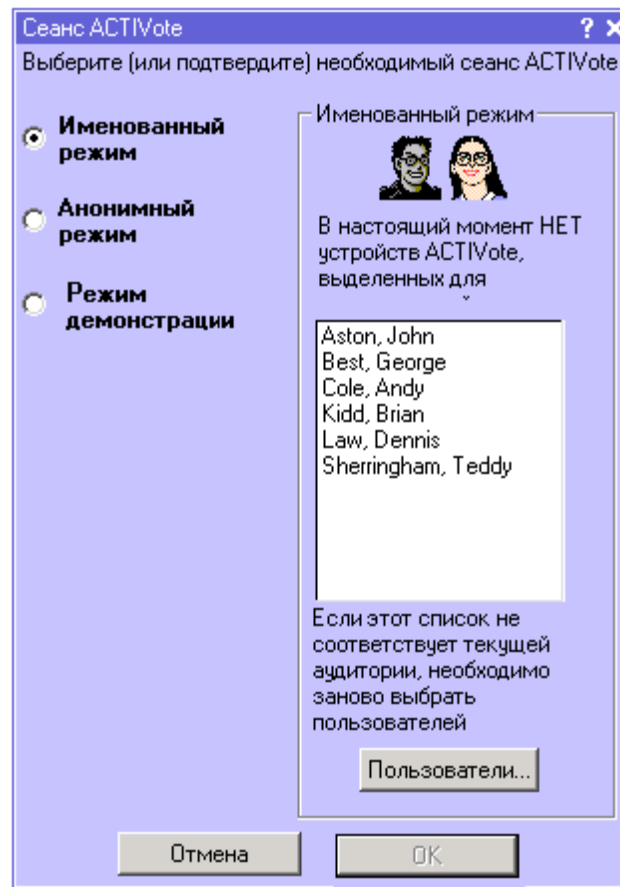 Сеанс ACTIVote
Выберите (или подтвердите) необходимый сеанс ACTIVote
Именованный
режим
Анонимный
режим
Режим
демонстрации
Именованный режим
В настоящий момент НЕТ
устройств ACTIVote,
выделенных для
Aston, John
Best, George
Cole, Andy
Kidd, Brian
Law, Dennis
Sherringham, Teddy
Если этот список не
соответствует текущей
аудитории, необходимо
заново выбрать
пользователей
Пользователи...
Отмена
OK